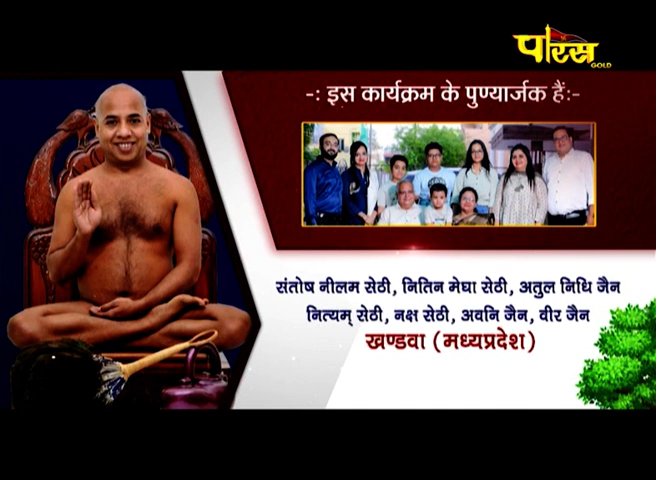 पारस
GOLD
-: इस कार्यक्रम के पुण्यार्जक हैं:-
संतोष नीलम सेठी, नितिन मेघा सेठी, अतुल निधि जैन
नित्यम् सेठी, नक्ष सेठी, अवनि जैन, वीर जैन
खण्डवा (मध्यप्रदेश)